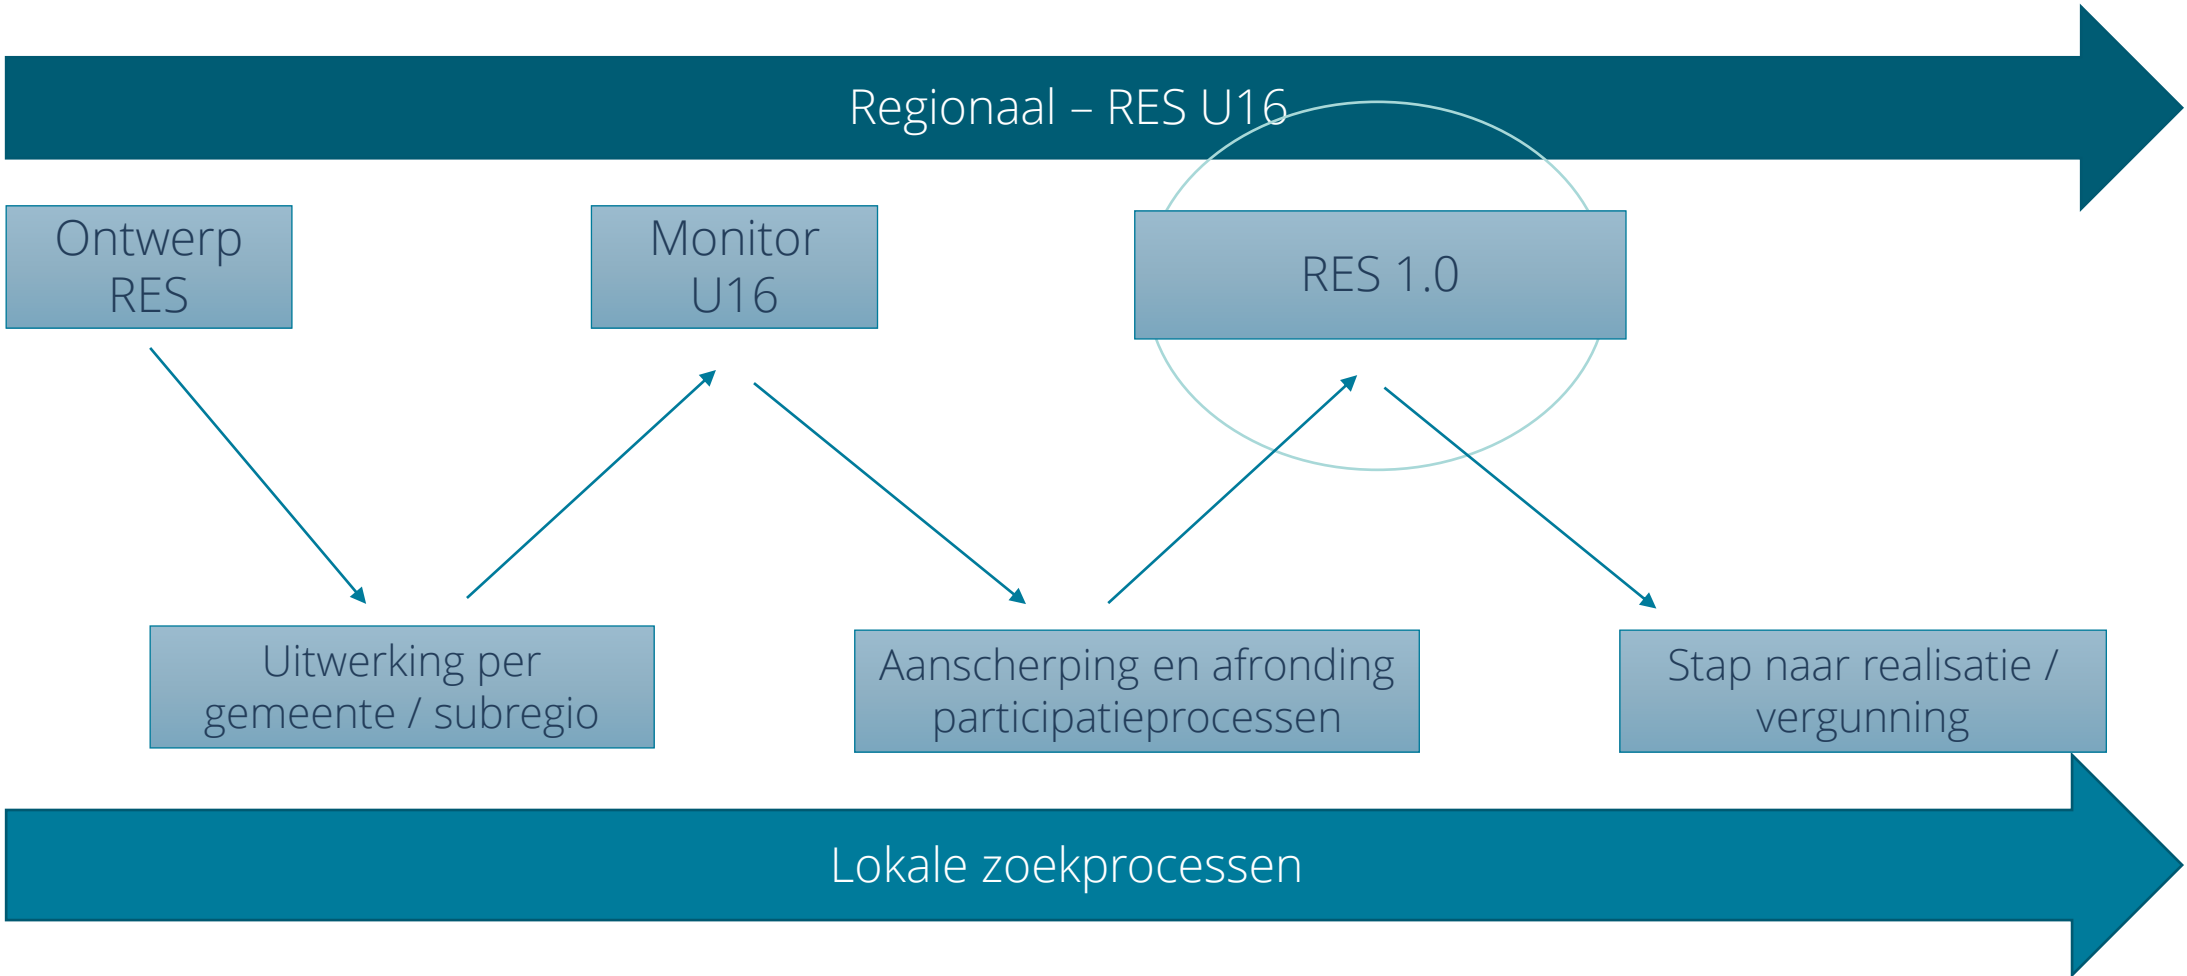 Regionaal – RES U16
Ontwerp
RES
Monitor
U16
RES 1.0
Uitwerking per
gemeente / subregio
Aanscherping en afronding
participatieprocessen
Stap naar realisatie /
vergunning
Lokale zoekprocessen